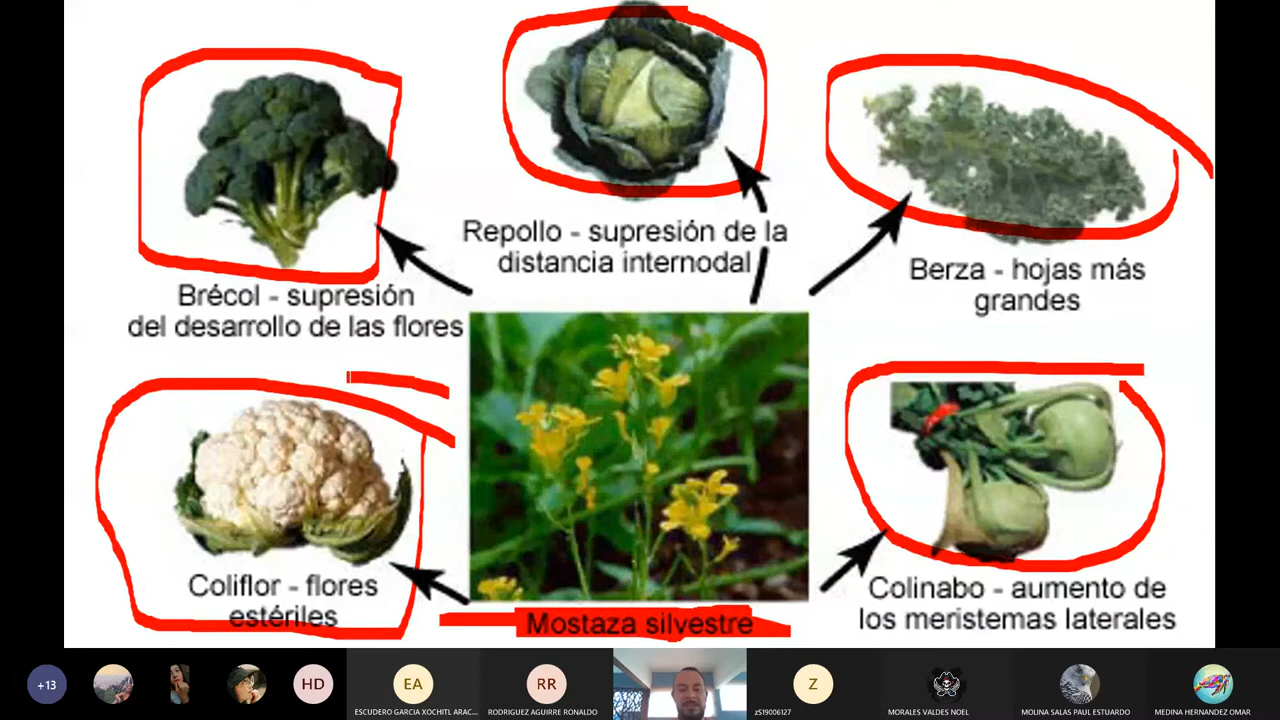 Repollo - supresión de la
distancia internodal
Berza - hojas más
grandes
Brécol - supresión
del desarrollo de las flores
Coliflor - flores
estériles
Mostaza silvestre
Colinabo - aumento de
los meristemas laterales
+13
HD
EA
RR
Z
ESCUDERO GARCIA XOCHITL ARAC...
RODRIGUEZ AGUIRRE RONALDO
zS19006127
MORALES VALDES NOEL
MOLINA SALAS PAUL ESTUARDO
MEDINA HERNANDEZ OMAR